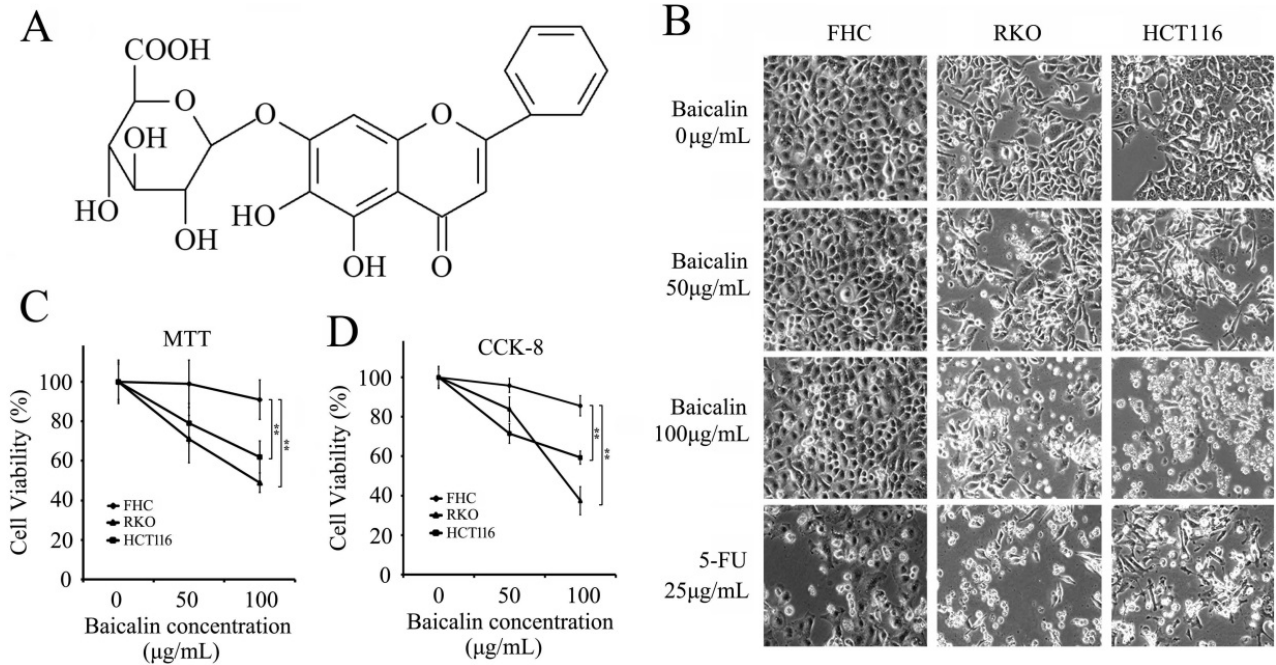 A
COOH
O
O
OH
HO
OH
HO
OH
O
O
B
FHC RKO HCT116
Baicalin
0μg/mL
Baicalin
50μg/mL
Baicalin
100μg/mL
5-FU
25μg/mL
C
MTT
Cell Viability (%)
100
80
60
40
20
0
**
**
FHC
RKO
HCT116
0 50 100
Baicalin concentration
(μg/mL)
D
CCK-8
Cell Viability (%)
100
80
60
40
20
0
**
**
FHC
RKO
HCT116
0 50 100
Baicalin concentration
(μg/mL)